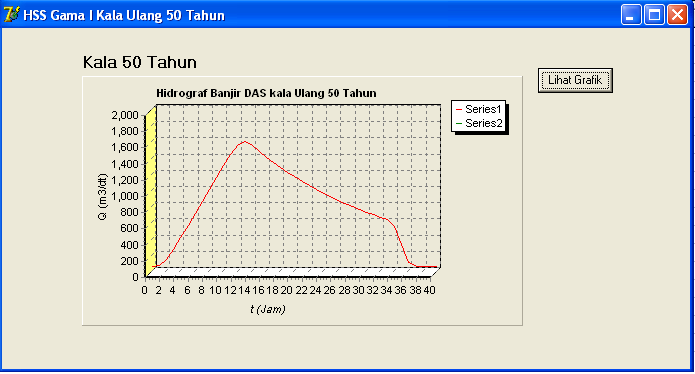 HSS Gama I Kala Ulang 50 Tahun
Kala 50 Tahun
Lihat Grafik
Hidrograf Banjir DAS kala Ulang 50 Tahun
Series1
Series2
2,000
1,800
1,600
1,400
1,200
1,000
800
600
400
200
0
Q (m3/dt)
0 2 4 6 8 10 12 14 16 18 20 22 24 26 28 30 32 34 36 38 40
t (Jam)